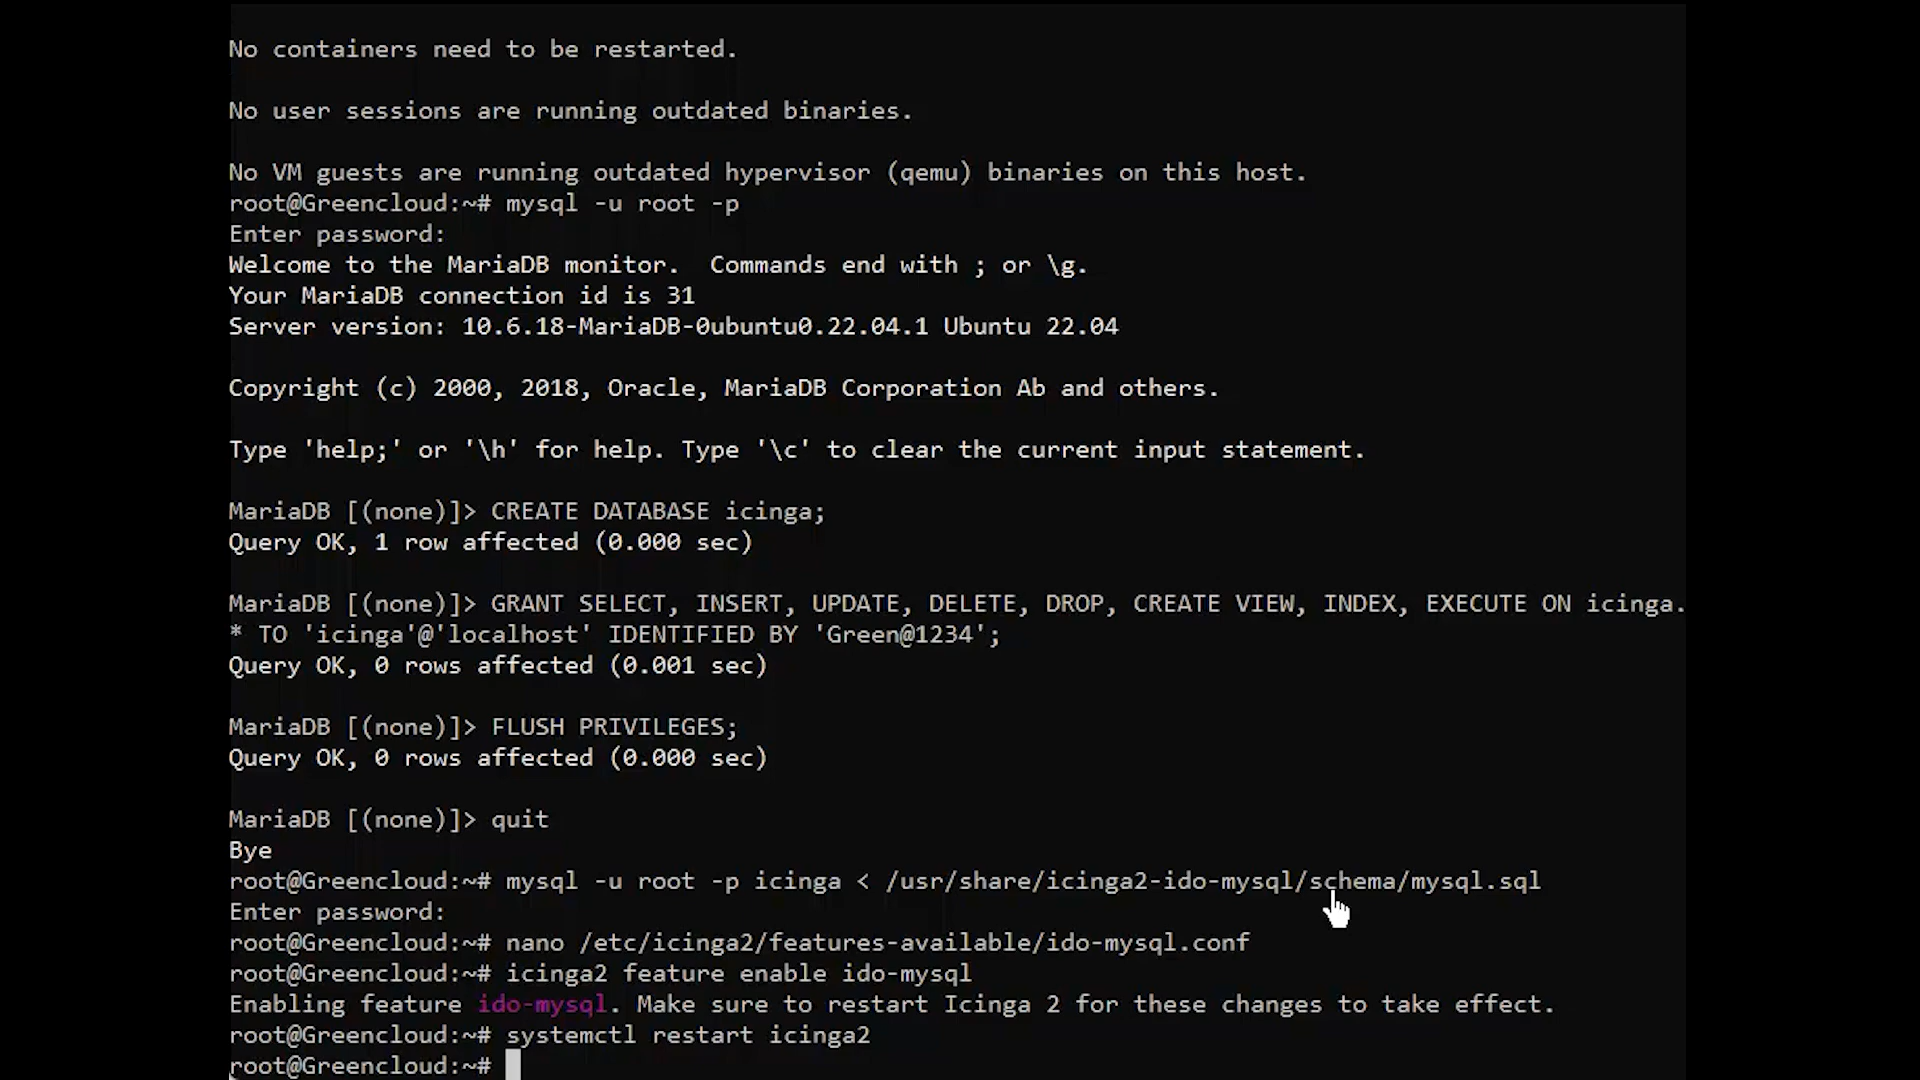 No containers need to be restarted.
No user sessions are running outdated binaries.
No VM guests are running outdated hypervisor (qemu) binaries on this host.
root@Greencloud:~# mysql -u root -p
Enter password:
Welcome to the MariaDB monitor.  Commands end with ; or \g.
Your MariaDB connection id is 31
Server version: 10.6.18-MariaDB-0ubuntu0.22.04.1 Ubuntu 22.04
Copyright (c) 2000, 2018, Oracle, MariaDB Corporation Ab and others.
Type 'help;' or '\h' for help. Type '\c' to clear the current input statement.
MariaDB [(none)]> CREATE DATABASE icinga;
Query OK, 1 row affected (0.000 sec)
MariaDB [(none)]> GRANT SELECT, INSERT, UPDATE, DELETE, DROP, CREATE VIEW, INDEX, EXECUTE ON icinga.
* TO 'icinga'@'localhost' IDENTIFIED BY 'Green@1234';
Query OK, 0 rows affected (0.001 sec)
MariaDB [(none)]> FLUSH PRIVILEGES;
Query OK, 0 rows affected (0.000 sec)
MariaDB [(none)]> quit
Bye
root@Greencloud:~# mysql -u root -p icinga < /usr/share/icinga2-ido-mysql/schema/mysql.sql
Enter password:
root@Greencloud:~# nano /etc/icinga2/features-available/ido-mysql.conf
root@Greencloud:~# icinga2 feature enable ido-mysql
Enabling feature ido-mysql. Make sure to restart Icinga 2 for these changes to take effect.
root@Greencloud:~# systemctl restart icinga2
root@Greencloud:~#